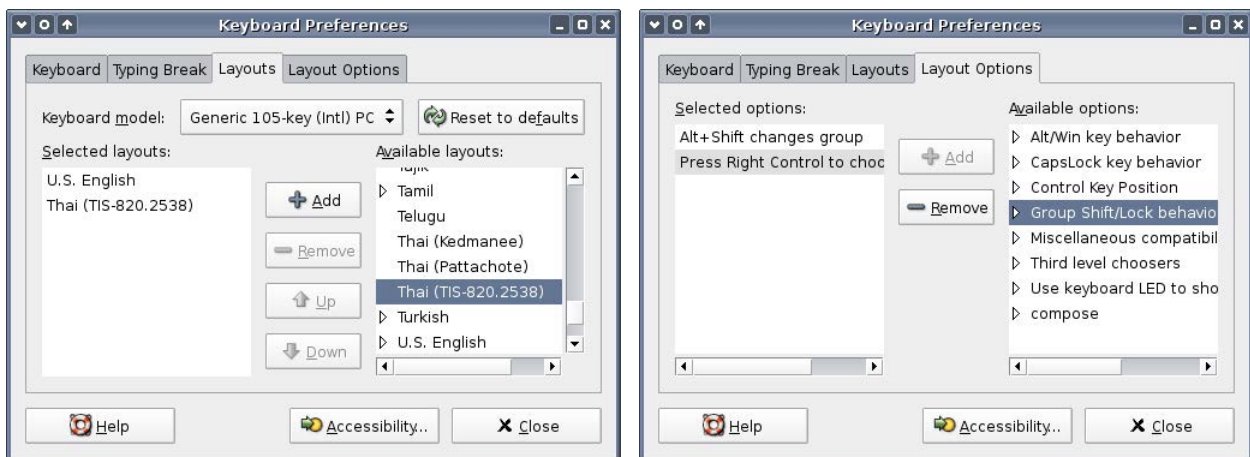 Keyboard Preferences
Keyboard Typing Break Layouts Layout Options
Keyboard model: Generic 105-key (Intl) PC Reset to defaults
Selected layouts:
U.S. English
Thai (TIS-820.2538)
Add
Remove
Up
Down
Available layouts:
Tajik
Tamil
Telugu
Thai (Kedmanee)
Thai (Pattachote)
Thai (TIS-820.2538)
Turkish
U.S. English
Help Accessibility... Close
Keyboard Preferences
Keyboard Typing Break Layouts Layout Options
Selected options:
Alt+Shift changes group
Press Right Control to choo
Add
Remove
Available options:
Alt/Win key behavior
CapsLock key behavior
Control Key Position
Group Shift/Lock behavio
Miscellaneous compatibil
Third level choosers
Use keyboard LED to sho
compose
Help Accessibility... Close